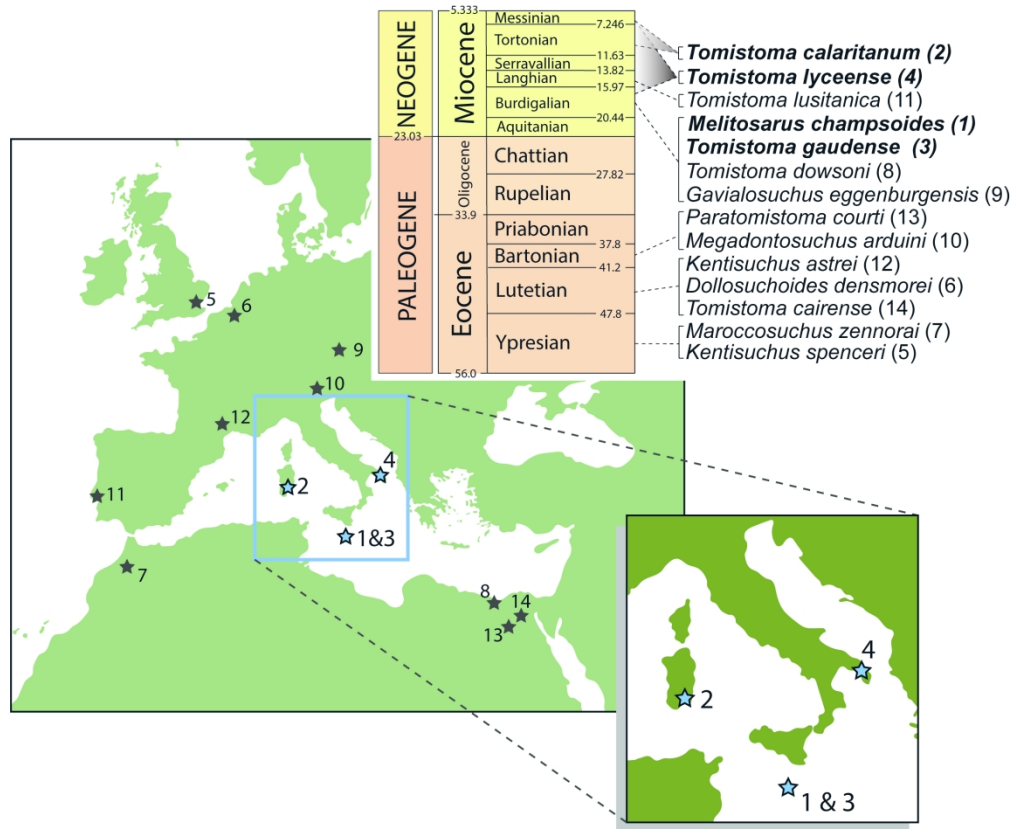 NEOGENE
PALEOGENE
Miocene
Oligocene
Eocene
5.333
Messinian
7.246
Tortonian
11.63
Serravallian
13.82
Langhian
15.97
Burdigalian
20.44
Aquitanian
23.03
Chattian
27.82
Rupelian
33.9
Priabonian
37.8
Bartonian
41.2
Lutetian
47.8
Ypresian
56.0
Tomistoma calaritanum (2)
Tomistoma lyceense (4)
Tomistoma lusitanica (11)
Melitosarus champsoides (1)
Tomistoma gaudense (3)
Tomistoma dowsoni (8)
Gavialosuchus eggenburgensis (9)
Paratomistoma courti (13)
Megadontosuchus arduini (10)
Kentisuchus astrei (12)
Dollosuchoides densmorei (6)
Tomistoma cairense (14)
Maroccosuchus zennorai (7)
Kentisuchus spenceri (5)
5
6
9
10
12
4
2
11
1&3
7
8
14
13
4
2
1 & 3